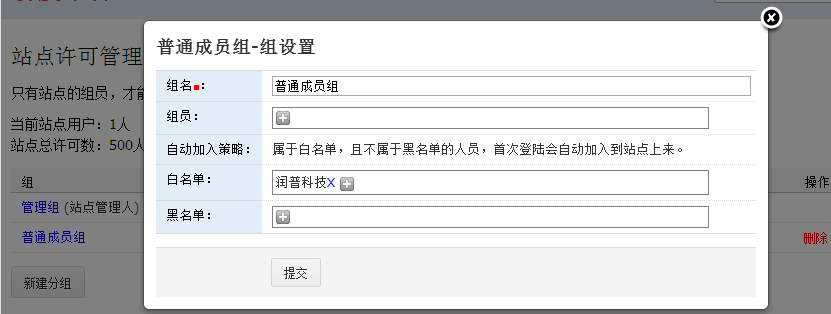 普通成员组-组设置
站点许可管理
组名：
普通成员组
只有站点的组员，才能
组员：
当前站点用户：1人
站点总许可数：500人
自动加入策略：
属于白名单，且不属于黑名单的人员，首次登陆会自动加入到站点上来。
组
操作
白名单：
润普科技X
管理组 (站点管理人)
黑名单：
普通成员组
删除
新建分组
提交